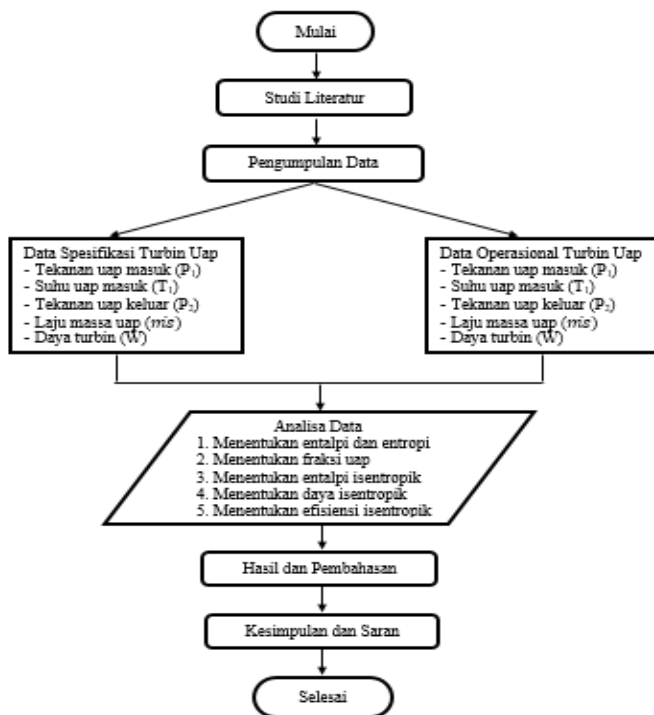 Mulai
Studi Literatur
Pengumpulan Data
Data Spesifikasi Turbin Uap
- Tekanan uap masuk (P₁)
- Suhu uap masuk (T₁)
- Tekanan uap keluar (P₂)
- Laju massa uap (ṁs)
- Daya turbin (W)
Data Operasional Turbin Uap
- Tekanan uap masuk (P₁)
- Suhu uap masuk (T₁)
- Tekanan uap keluar (P₂)
- Laju massa uap (ṁs)
- Daya turbin (W)
Analisa Data
1. Menentukan entalpi dan entropi
2. Menentukan fraksi uap
3. Menentukan entalpi isentropik
4. Menentukan daya isentropik
5. Menentukan efisiensi isentropik
Hasil dan Pembahasan
Kesimpulan dan Saran
Selesai